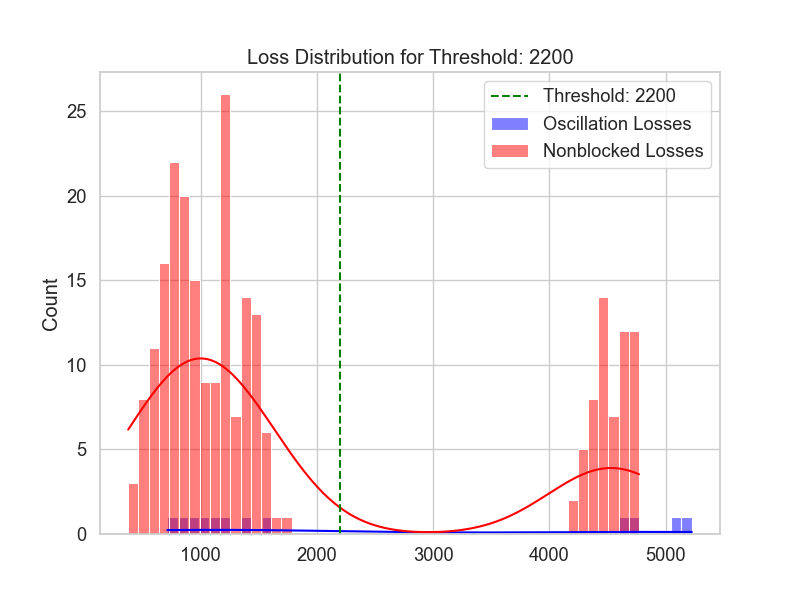 Loss Distribution for Threshold: 2200
Threshold: 2200
Oscillation Losses
Nonblocked Losses
Count
25
20
15
10
5
0
1000 2000 3000 4000 5000